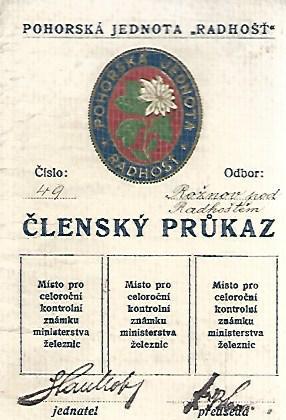 POHORSKÁ JEDNOTA „RADHOŠŤ“
POHORSKÁ JEDNOTA
RADHOŠŤ
Číslo: Odbor:
49 Rožnov pod
Radhoštěm
ČLENSKÝ PRŮKAZ
Místo pro celoroční kontrolní známku ministerstva železnic
Místo pro celoroční kontrolní známku ministerstva železnic
Místo pro celoroční kontrolní známku ministerstva železnic
jednatel předseda